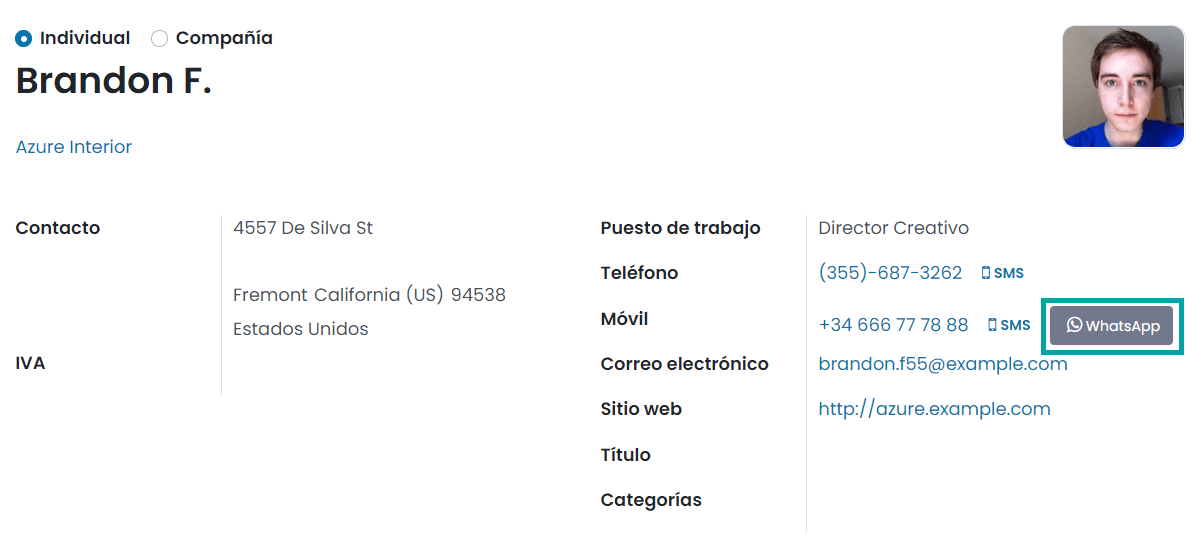 Individual Compañía
Brandon F.
Azure Interior
Contacto
4557 De Silva St
Fremont California (US) 94538
Estados Unidos
IVA
Puesto de trabajo Director Creativo
Teléfono (355)-687-3262 SMS
Móvil +34 666 77 78 88 SMS WhatsApp
Correo electrónico brandon.f55@example.com
Sitio web http://azure.example.com
Título
Categorías